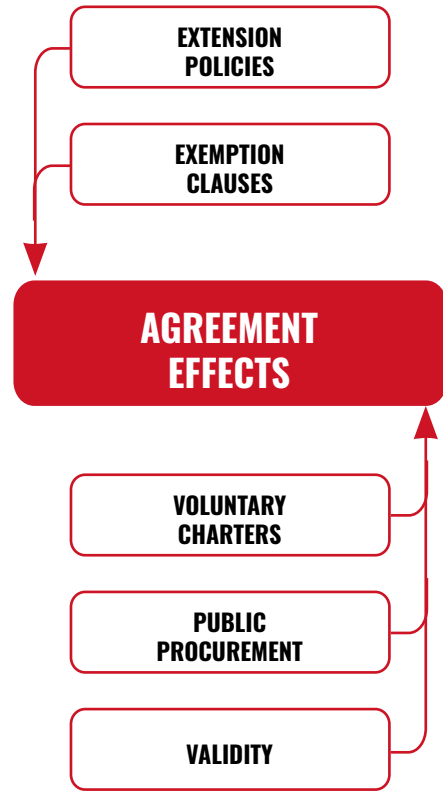 EXTENSION
POLICIES
EXEMPTION
CLAUSES
AGREEMENT
EFFECTS
VOLUNTARY
CHARTERS
PUBLIC
PROCUREMENT
VALIDITY